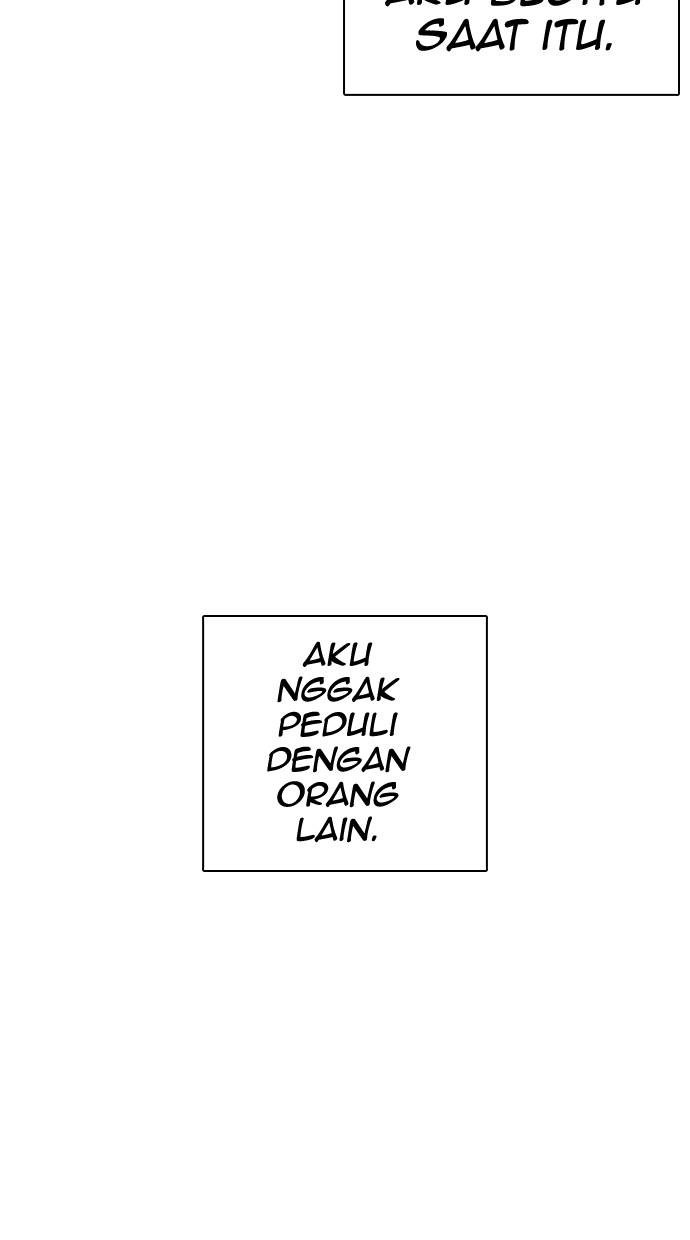 SAAT ITU.
AKU
NGGAK
PEDULI
DENGAN
ORANG
LAIN.